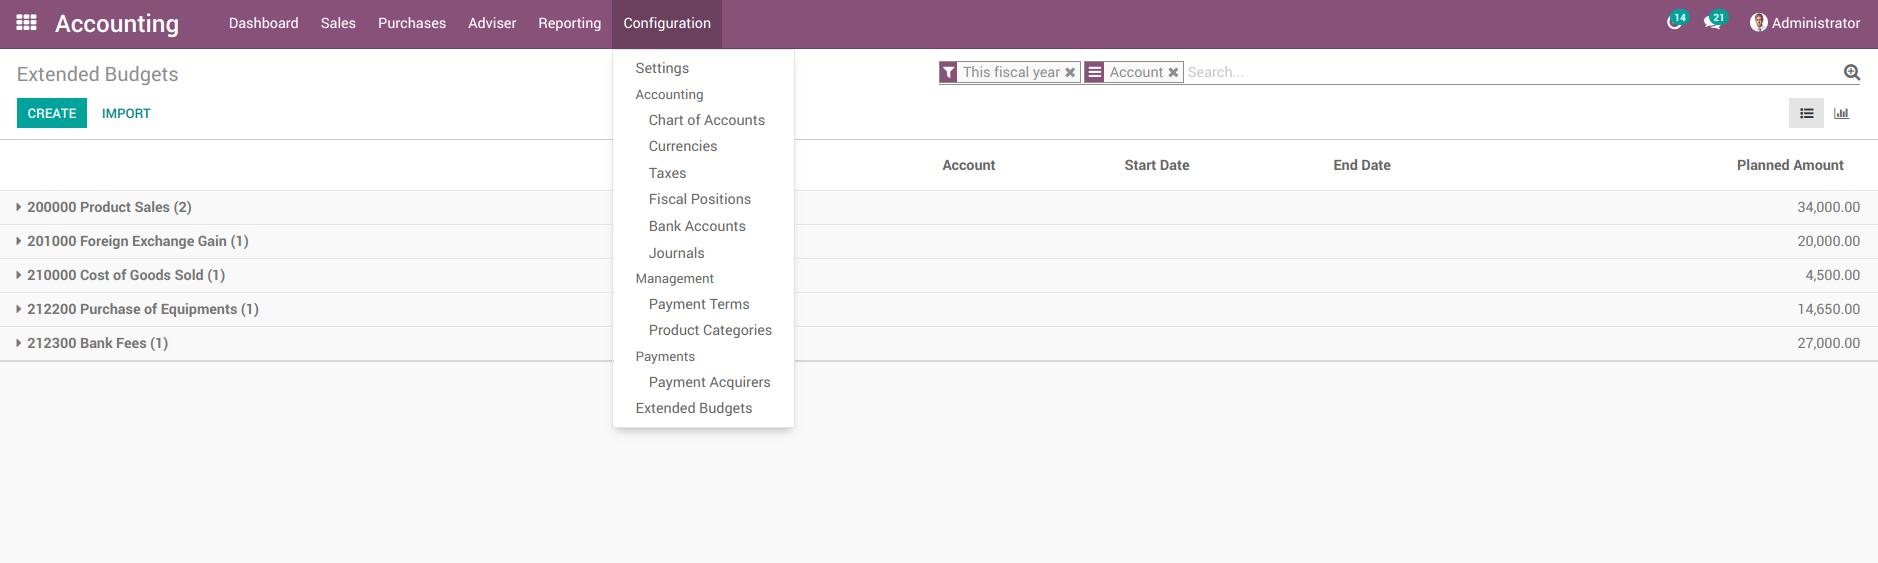 Accounting Dashboard Sales Purchases Adviser Reporting Configuration 14 21 Administrator
Extended Budgets
This fiscal year Account Search...
CREATE IMPORT
Settings
Accounting
Chart of Accounts
Currencies
Taxes
Fiscal Positions
Bank Accounts
Journals
Management
Payment Terms
Product Categories
Payments
Payment Acquirers
Extended Budgets
Account Start Date End Date Planned Amount
200000 Product Sales (2) 34,000.00
201000 Foreign Exchange Gain (1) 20,000.00
210000 Cost of Goods Sold (1) 4,500.00
212200 Purchase of Equipments (1) 14,650.00
212300 Bank Fees (1) 27,000.00